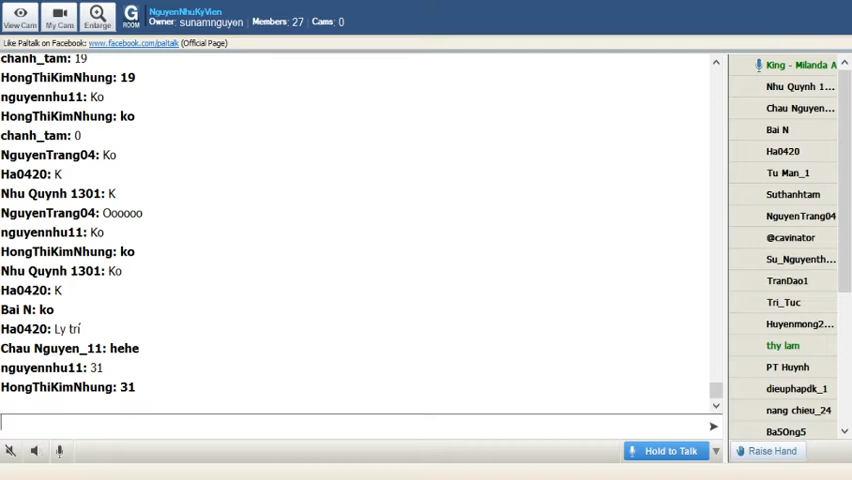 NguyenNhuKyVien
Owner: sunamnguyen Members: 27 Cams: 0
View Cam My Cam Enlarge G ROOM
Like Paltalk on Facebook: www.facebook.com/paltalk (Official Page)
chanh_tam: 19
HongThiKimNhung: 19
nguyennhu11: Ko
HongThiKimNhung: ko
chanh_tam: 0
NguyenTrang04: Ko
Ha0420: K
Nhu Quynh 1301: K
NguyenTrang04: Oooooo
nguyennhu11: Ko
HongThiKimNhung: ko
Nhu Quynh 1301: Ko
Ha0420: K
Bai N: ko
Ha0420: Ly trí
Chau Nguyen_11: hehe
nguyennhu11: 31
HongThiKimNhung: 31
King - Milanda A
Nhu Quynh 1...
Chau Nguyen...
Bai N
Ha0420
Tu Man_1
Suthanhtam
NguyenTrang04
@cavinator
Su_Nguyenth...
TranDao1
Tri_Tuc
Huyenmong2...
thy lam
PT Huynh
dieuphapdk_1
nang chieu_24
Ba5Ong5
Hold to Talk
Raise Hand